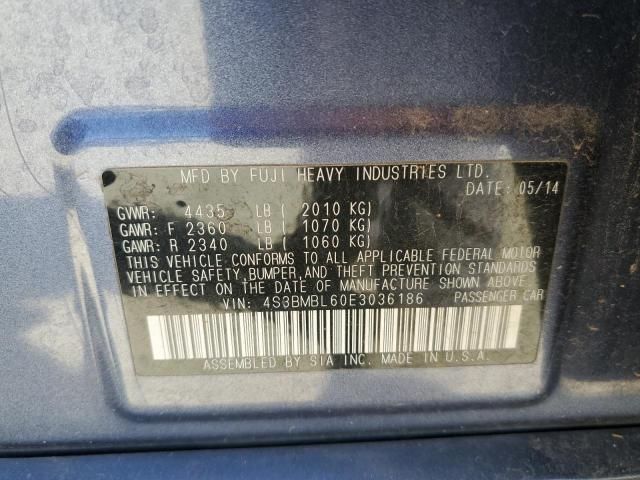 MFD BY FUJI HEAVY INDUSTRIES LTD.
DATE: 05/14
GVWR: 4435 LB ( 2010 KG)
GAWR: F 2360 LB ( 1070 KG)
GAWR: R 2340 LB ( 1060 KG)
THIS VEHICLE CONFORMS TO ALL APPLICABLE FEDERAL MOTOR
VEHICLE SAFETY, BUMPER, AND THEFT PREVENTION STANDARDS
IN EFFECT ON THE DATE OF MANUFACTURE SHOWN ABOVE.
VIN: 4S3BMBL60E3036186 PASSENGER CAR
ASSEMBLED BY SIA INC. MADE IN U.S.A.